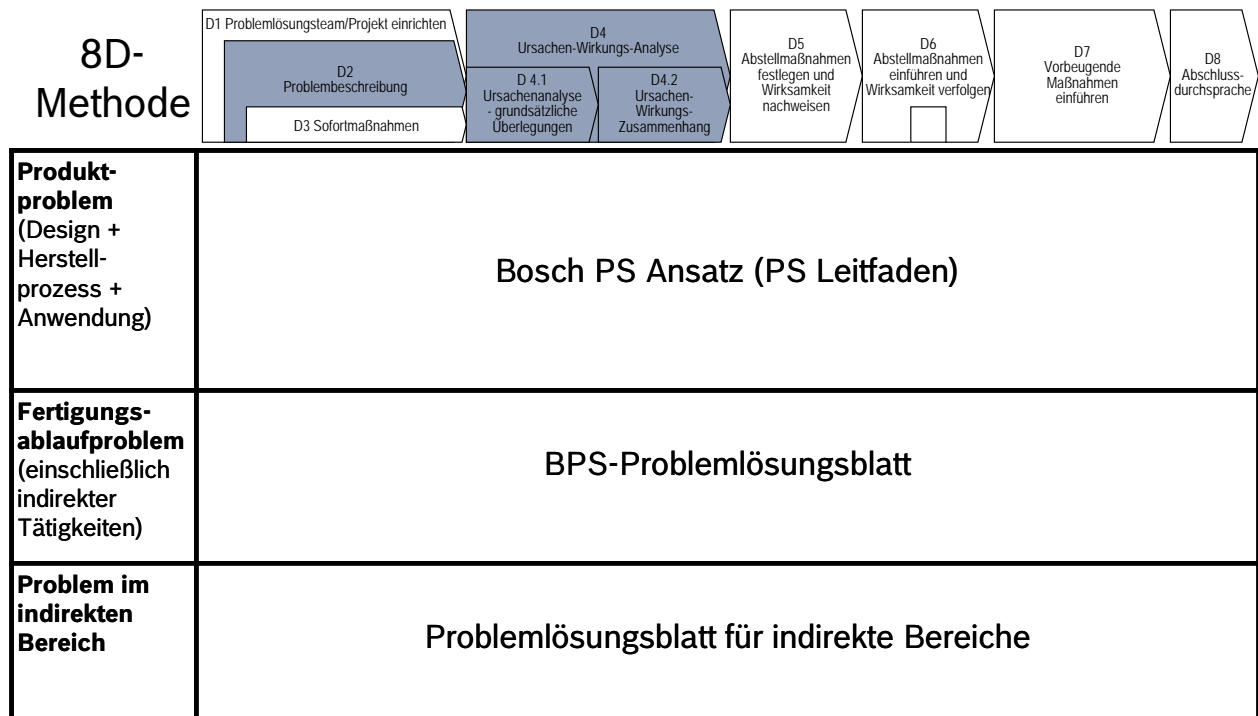 8D-
Methode
D1 Problemlösungsteam/Projekt einrichten
D2
Problembeschreibung
D3 Sofortmaßnahmen
D4
Ursachen-Wirkungs-Analyse
D 4.1
Ursachenanalyse
- grundsätzliche
Überlegungen
D4.2
Ursachen-
Wirkungs-
Zusammenhang
D5
Abstellmaßnahmen
festlegen und
Wirksamkeit
nachweisen
D6
Abstellmaßnahmen
einführen und
Wirksamkeit verfolgen
D7
Vorbeugende
Maßnahmen
einführen
D8
Abschluss-
durchsprache
Produkt-
problem
(Design +
Herstell-
prozess +
Anwendung)
Bosch PS Ansatz (PS Leitfaden)
Fertigungs-
ablaufproblem
(einschließlich
indirekter
Tätigkeiten)
BPS-Problemlösungsblatt
Problem im
indirekten
Bereich
Problemlösungsblatt für indirekte Bereiche